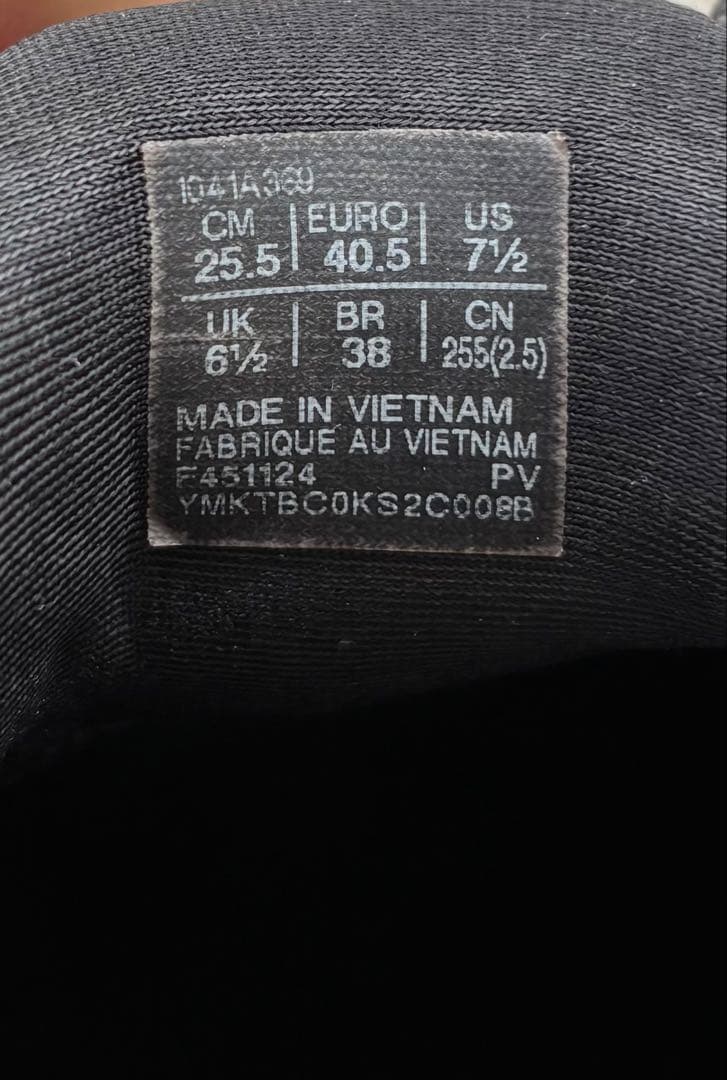 1041A369
CM | EURO | US
25.5 | 40.5 | 7½
UK | BR | CN
6½ | 38 | 255(2.5)
MADE IN VIETNAM
FABRIQUE AU VIETNAM
F451124 PV
YMKTBC0KS2C008B